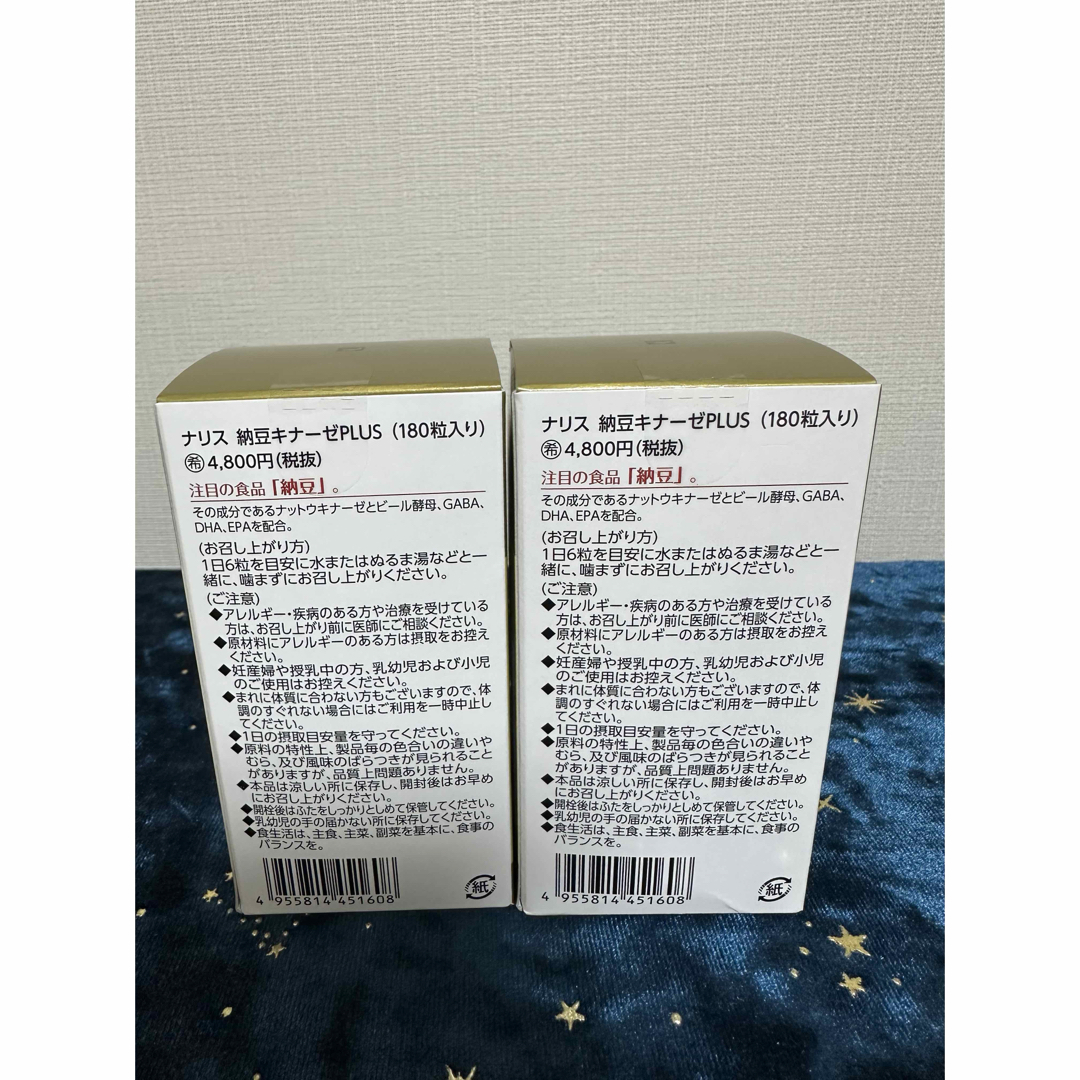 ナリス 納豆キナーゼPLUS（180粒入り）
㊒4,800円（税抜）
注目の食品「納豆」。
その成分であるナットウキナーゼとビール酵母、GABA、
DHA、EPAを配合。
（お召し上がり方）
1日6粒を目安に水またはぬるま湯などと一
緒に、噛まずにお召し上がりください。
（ご注意）
◆アレルギー・疾病のある方や治療を受けている
方は、お召し上がり前に医師にご相談ください。
◆原材料にアレルギーのある方は摂取をお控え
ください。
◆妊産婦や授乳中の方、乳幼児および小児
のご使用はお控えください。
◆まれに体質に合わない方もございますので、体
調のすぐれない場合にはご利用を一時中止し
てください。
◆1日の摂取目安量を守ってください。
◆原料の特性上、製品毎の色合いの違いや
むら、及び風味のばらつきが見られること
がありますが、品質上問題ありません。
◆本品は涼しい所に保存し、開封後はお早め
にお召し上がりください。
◆開栓後はふたをしっかりとしめて保管してください。
◆乳幼児の手の届かない所に保存してください。
◆食生活は、主食、主菜、副菜を基本に、食事の
バランスを。
4 955814 451608
紙
ナリス 納豆キナーゼPLUS（180粒入り）
希4,800円（税抜）
注目の食品「納豆」。
その成分であるナットウキナーゼとビール酵母、GABA、
DHA、EPAを配合。
（お召し上がり方）
1日6粒を目安に水またはぬるま湯などと一
緒に、噛まずにお召し上がりください。
（ご注意）
◆アレルギー・疾病のある方や治療を受けている
方は、お召し上がり前に医師にご相談ください。
◆原材料にアレルギーのある方は摂取をお控え
ください。
◆妊産婦や授乳中の方、乳幼児および小児
のご使用はお控えください。
◆まれに体質に合わない方もございますので、体
調のすぐれない場合にはご利用を一時中止し
てください。
◆1日の摂取目安量を守ってください。
◆原料の特性上、製品毎の色合いの違いや
むら、及び風味のばらつきが見られること
がありますが、品質上問題ありません。
◆本品は涼しい所に保存し、開封後はお早め
にお召し上がりください。
◆開栓後はふたをしっかりとしめて保管してください。
◆乳幼児の手の届かない所に保存してください。
◆食生活は、主食、主菜、副菜を基本に、食事の
バランスを。
4 955814 451608
紙